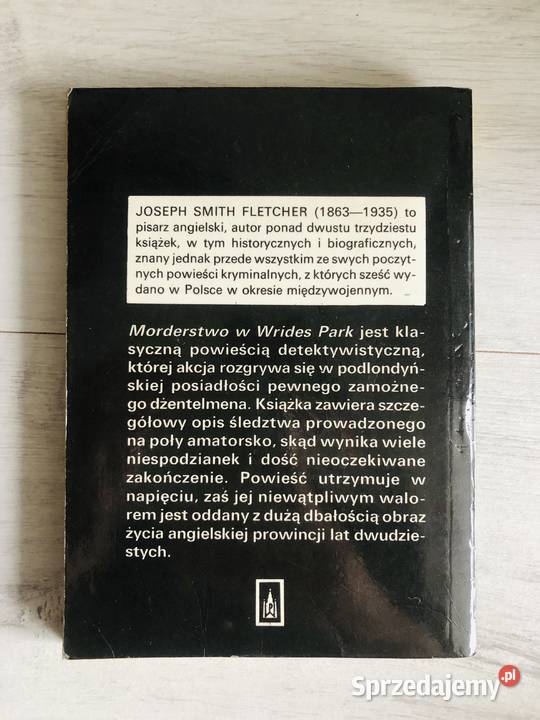 JOSEPH SMITH FLETCHER (1863—1935) to
pisarz angielski, autor ponad dwustu trzydziestu
książek, w tym historycznych i biograficznych,
znany jednak przede wszystkim ze swych poczyt-
nych powieści kryminalnych, z których sześć wy-
dano w Polsce w okresie międzywojennym.
Morderstwo w Wrides Park jest kla-
syczną powieścią detektywistyczną,
której akcja rozgrywa się w podlondyń-
skiej posiadłości pewnego zamożne-
go dżentelmena. Książka zawiera szcze-
gółowy opis śledztwa prowadzonego
na poły amatorsko, skąd wynika wiele
niespodzianek i dość nieoczekiwane
zakończenie. Powieść utrzymuje w
napięciu, zaś jej niewątpliwym walo-
rem jest oddany z dużą dbałością obraz
życia angielskiej prowincji lat dwudzie-
stych.
Sprzedajemy.pl